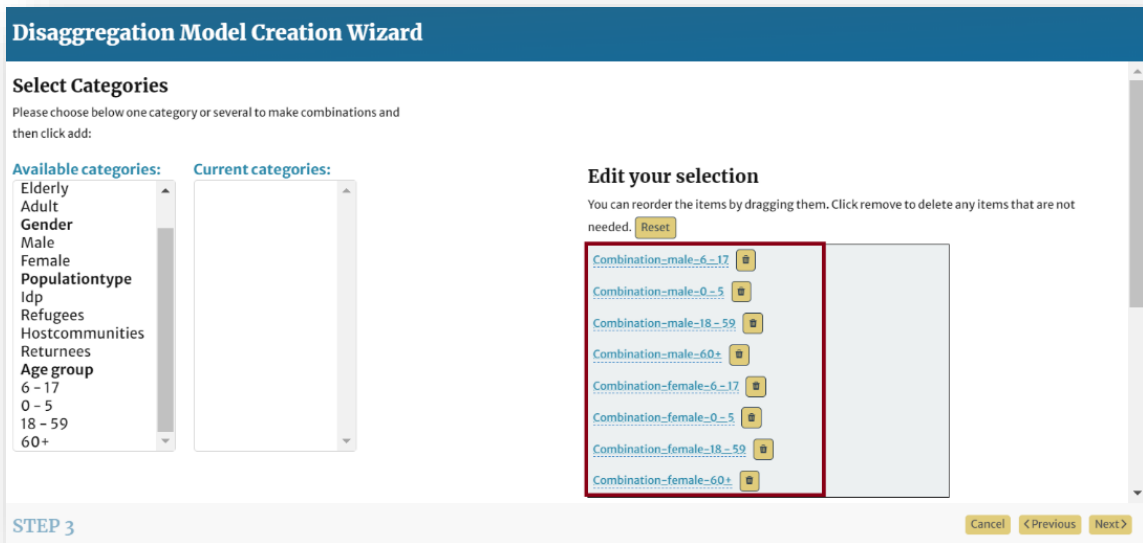 Disaggregation Model Creation Wizard
Select Categories
Please choose below one category or several to make combinations and
then click add:
Available categories:
Elderly
Adult
Gender
Male
Female
Populationtype
Idp
Refugees
Hostcommunities
Returnees
Age group
6 – 17
0 – 5
18 – 59
60+
Current categories:
Edit your selection
You can reorder the items by dragging them. Click remove to delete any items that are not
needed. Reset
Combination-male-6 – 17
Combination-male-0 – 5
Combination-male-18 – 59
Combination-male-60+
Combination-female-6 – 17
Combination-female-0 – 5
Combination-female-18 – 59
Combination-female-60+
STEP 3
Cancel
Previous
Next